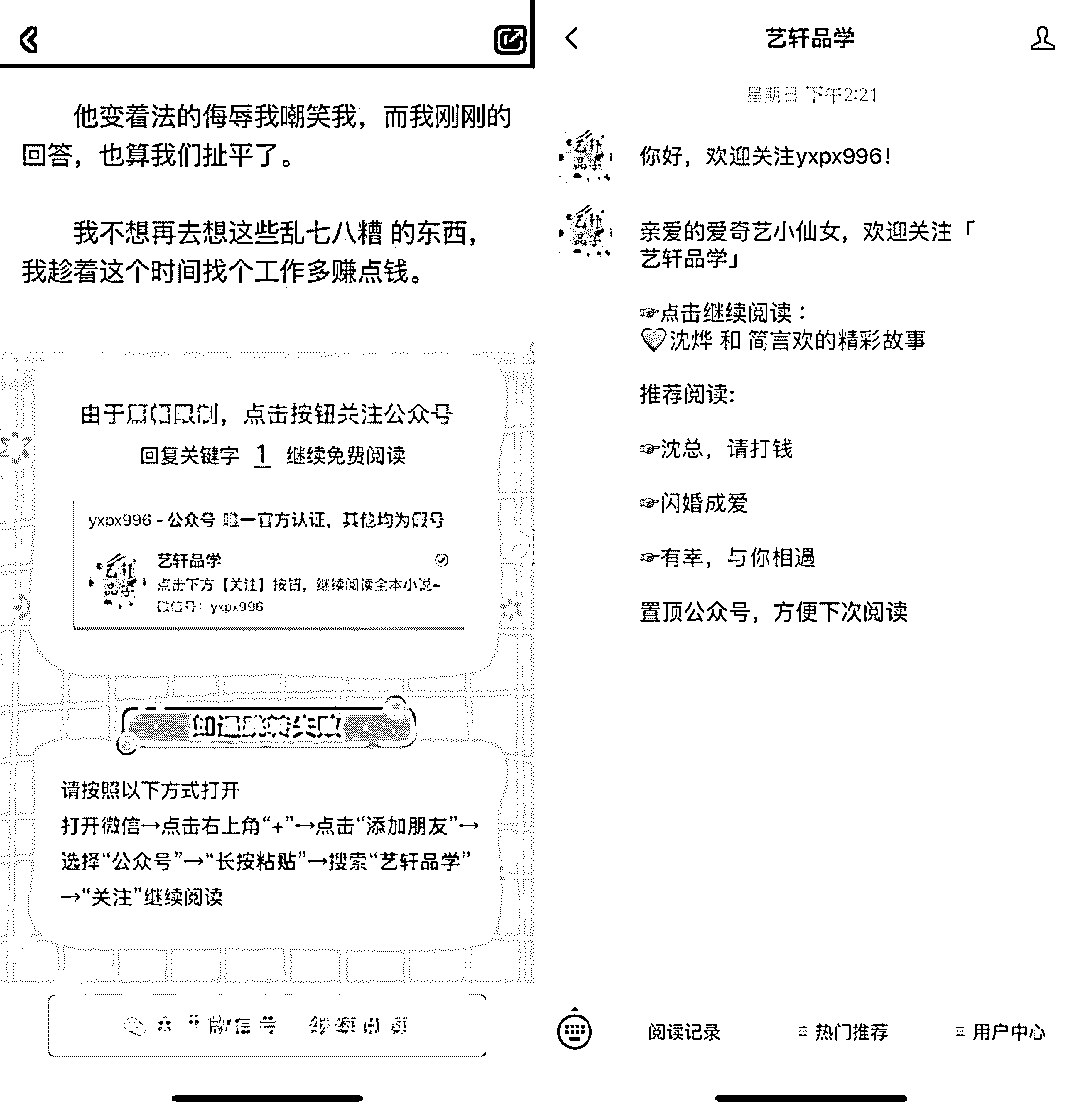 他变着法的侮辱我嘲笑我，而我刚刚的
回答，也算我们扯平了。
我不想再去想这些乱七八糟 的东西，
我趁着这个时间找个工作多赚点钱。
由于篇幅限制，点击按钮关注公众号
回复关键字 1 继续免费阅读
yxpx996 - 公众号 唯一官方认证，其他均为假号
艺轩品学
点击下方【关注】按钮，继续阅读全本小说~
微信号：yxpx996
请按照以下方式打开
打开微信→点击右上角“+”→点击“添加朋友”→
选择“公众号”→“长按粘贴”→搜索“艺轩品学”
→“关注”继续阅读
艺轩品学
星期日 下午2:21
你好，欢迎关注yxpx996！
亲爱的爱奇艺小仙女，欢迎关注「
艺轩品学」
☞点击继续阅读：
沈烨 和 简言欢的精彩故事
推荐阅读:
☞沈总，请打钱
☞闪婚成爱
☞有幸，与你相遇
置顶公众号，方便下次阅读
阅读记录
热门推荐
用户中心